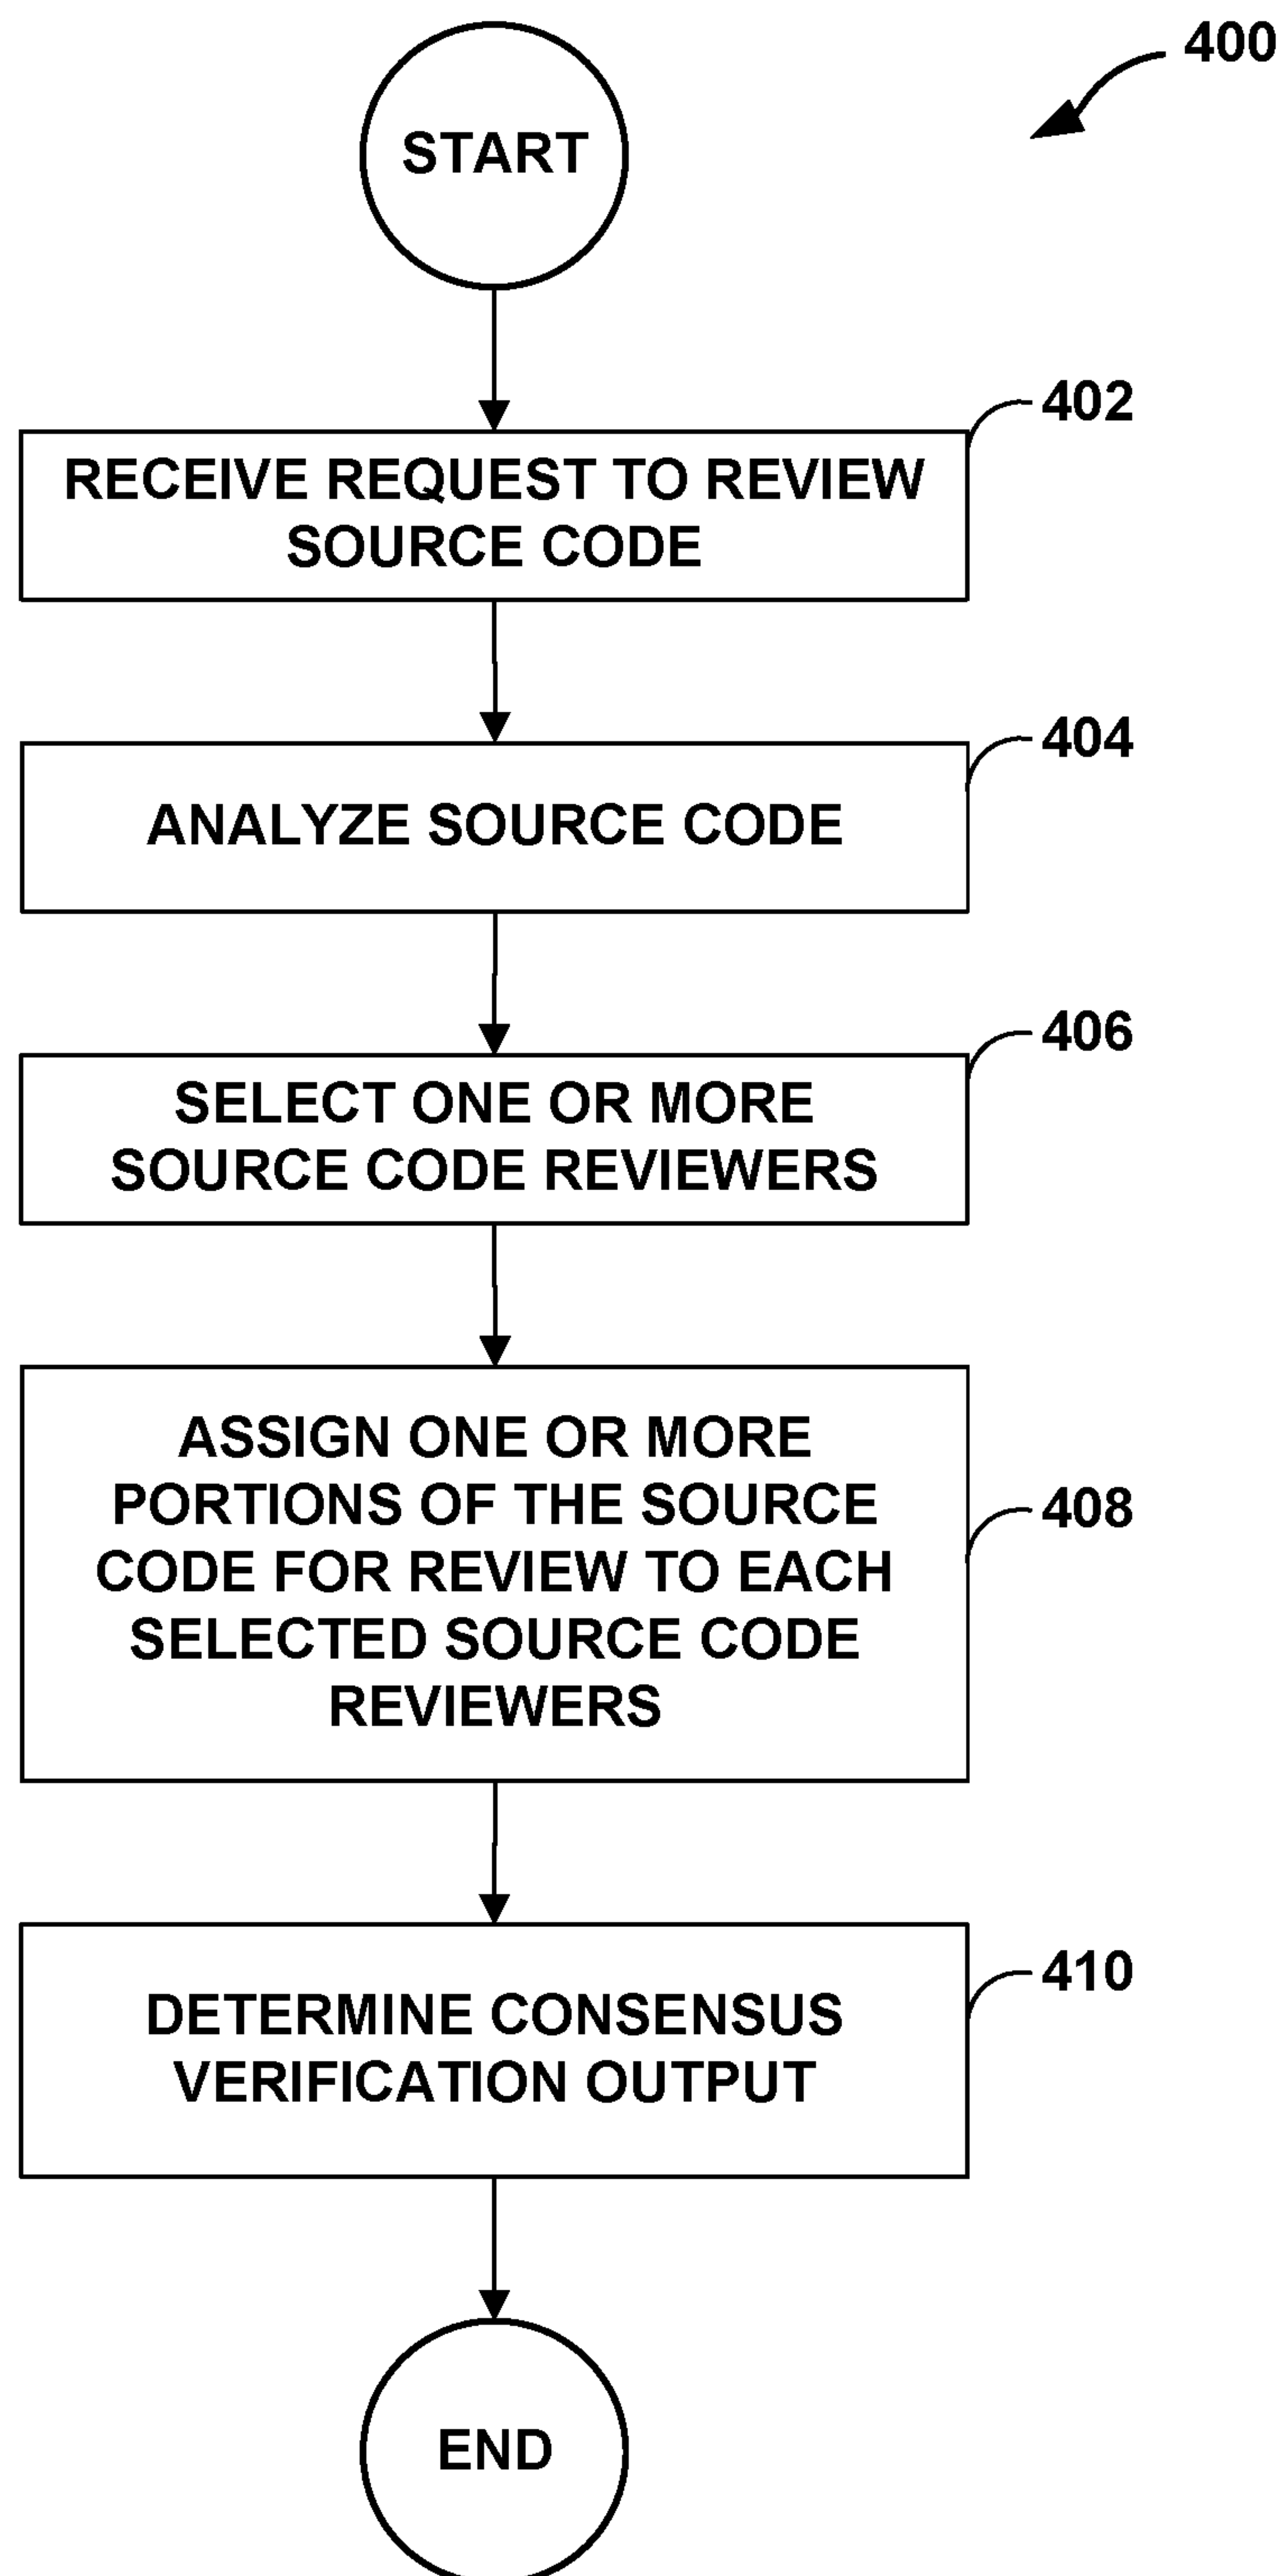 400
START
402
RECEIVE REQUEST TO REVIEW
SOURCE CODE
404
ANALYZE SOURCE CODE
406
SELECT ONE OR MORE
SOURCE CODE REVIEWERS
ASSIGN ONE OR MORE
PORTIONS OF THE SOURCE
408
CODE FOR REVIEW TO EACH
SELECTED SOURCE CODE
REVIEWERS
410
DETERMINE CONSENSUS
VERIFICATION OUTPUT
END